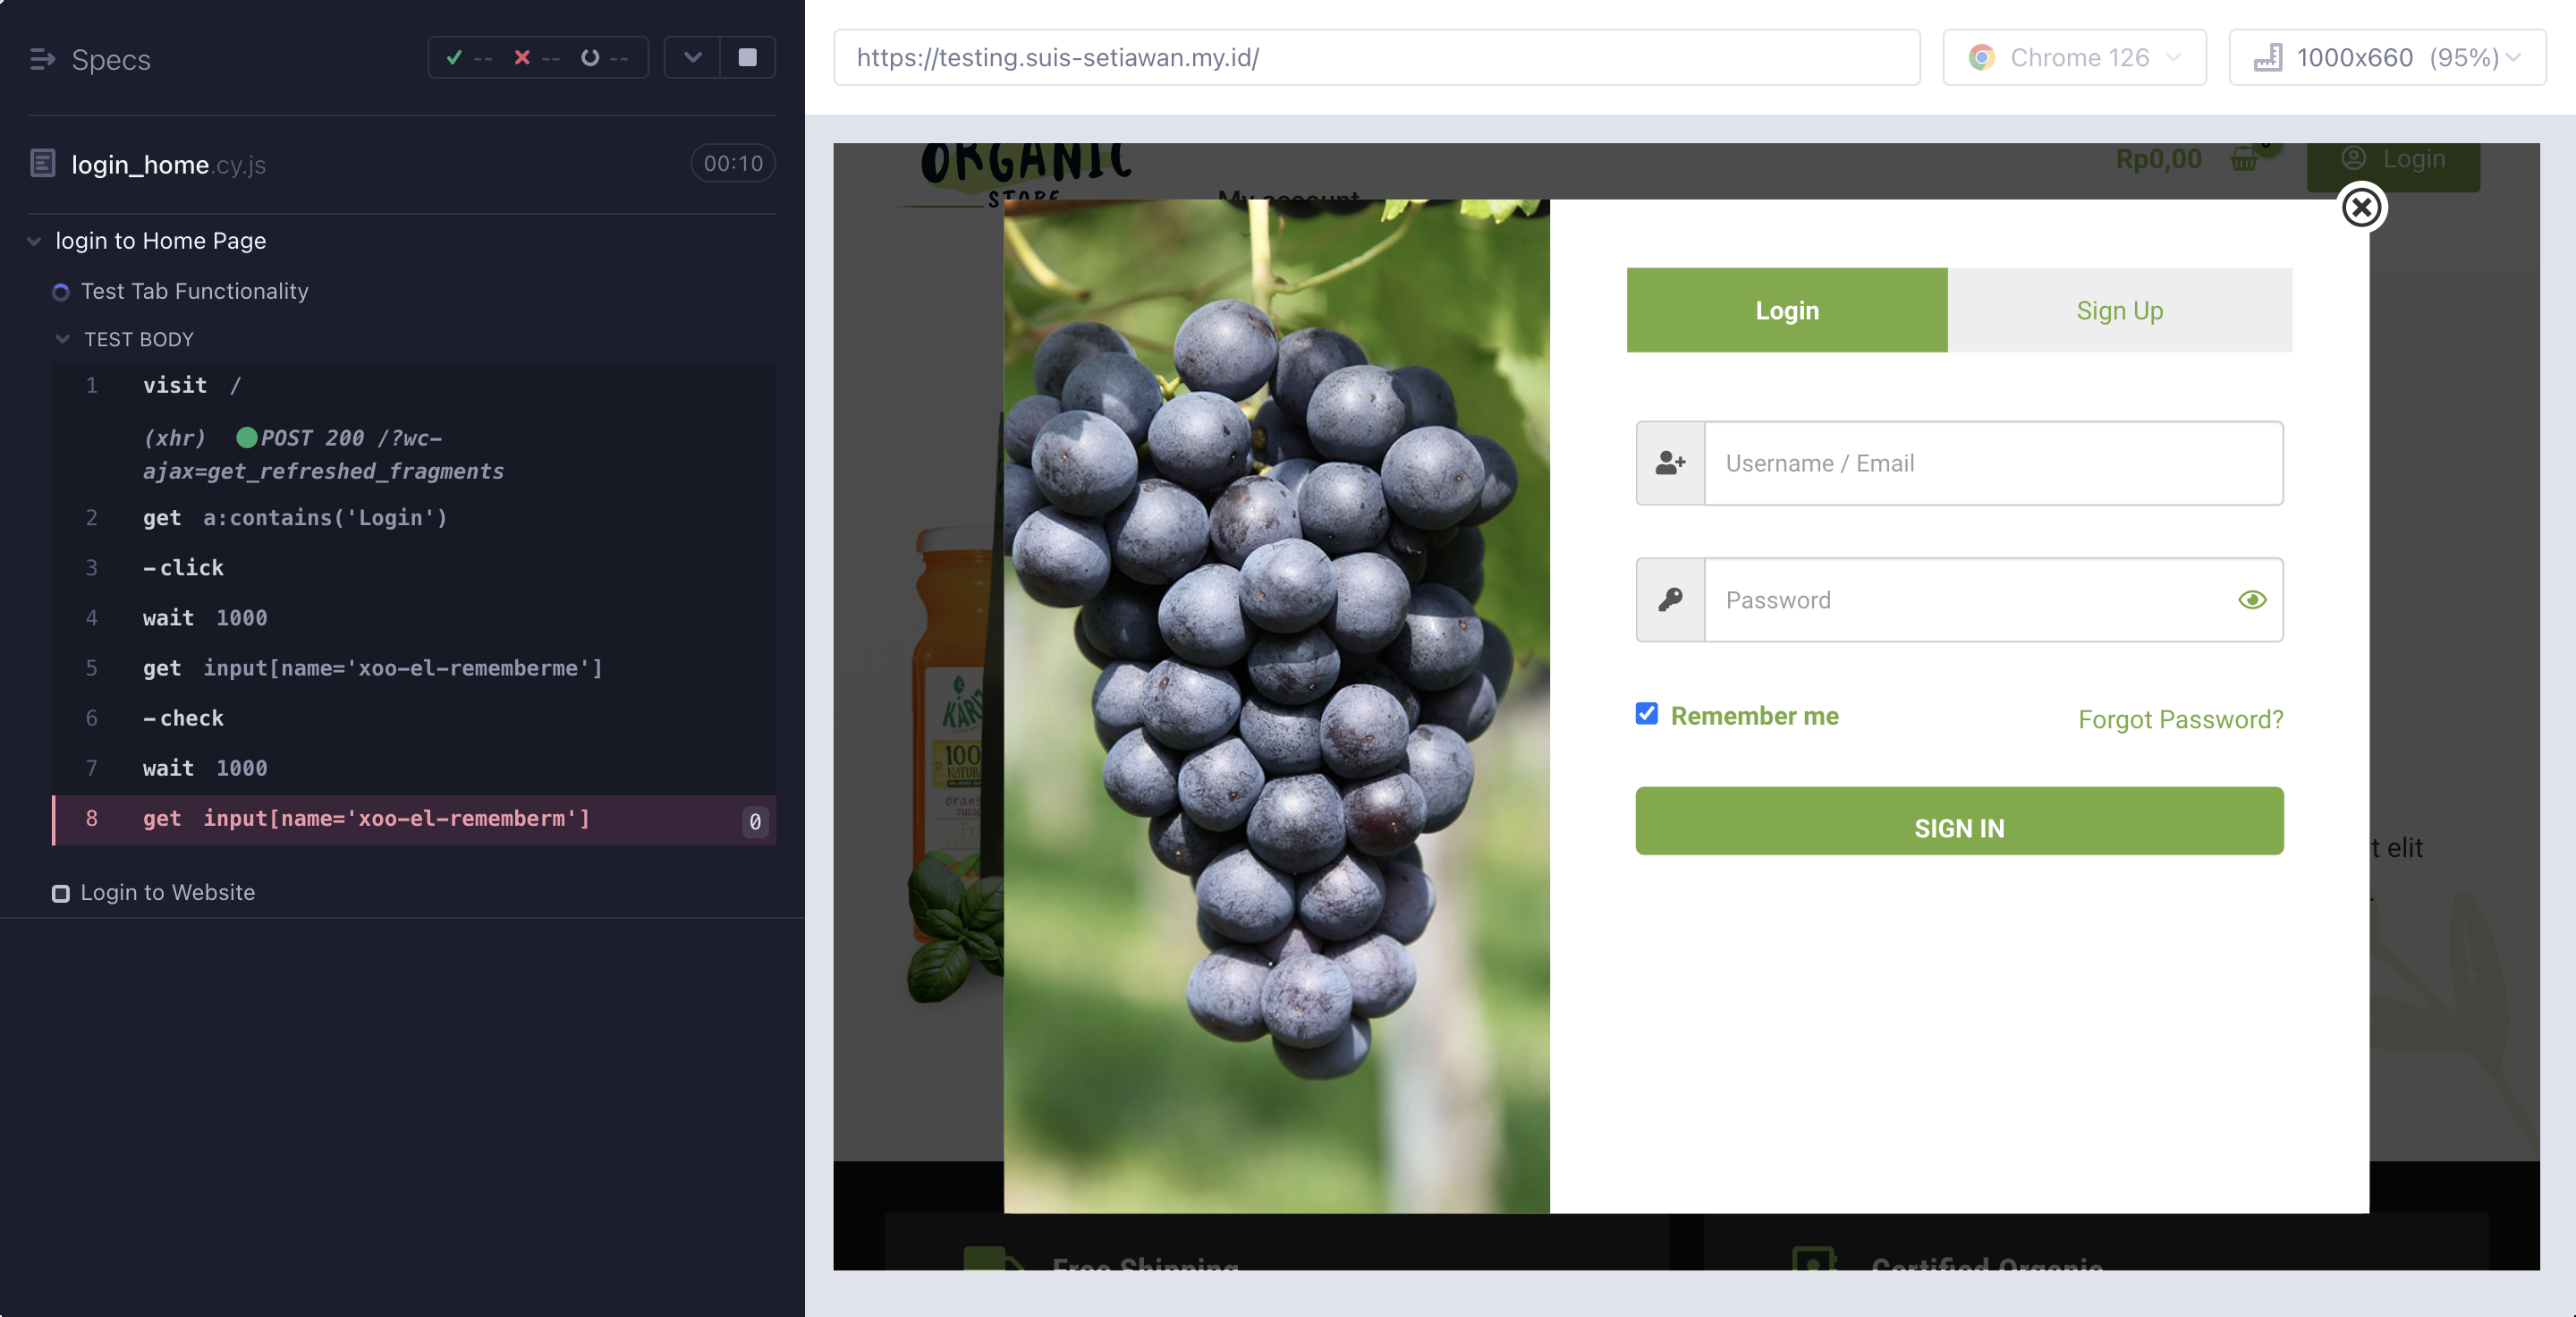 Specs
-- -- --
login_home.cy.js 00:10
login to Home Page
Test Tab Functionality
TEST BODY
1 visit /
(xhr) POST 200 /?wc-
ajax=get_refreshed_fragments
2 get a:contains('Login')
3 -click
4 wait 1000
5 get input[name='xoo-el-rememberme']
6 -check
7 wait 1000
8 get input[name='xoo-el-rememberm'] 0
Login to Website
https://testing.suis-setiawan.my.id/ Chrome 126 1000x660 (95%)
ORGANIC
STORE
My account
Rp0,00
Login
Login Sign Up
Username / Email
Password
Remember me Forgot Password?
SIGN IN
100
NATUR
t elit
.
Free Shipping Certified Organic